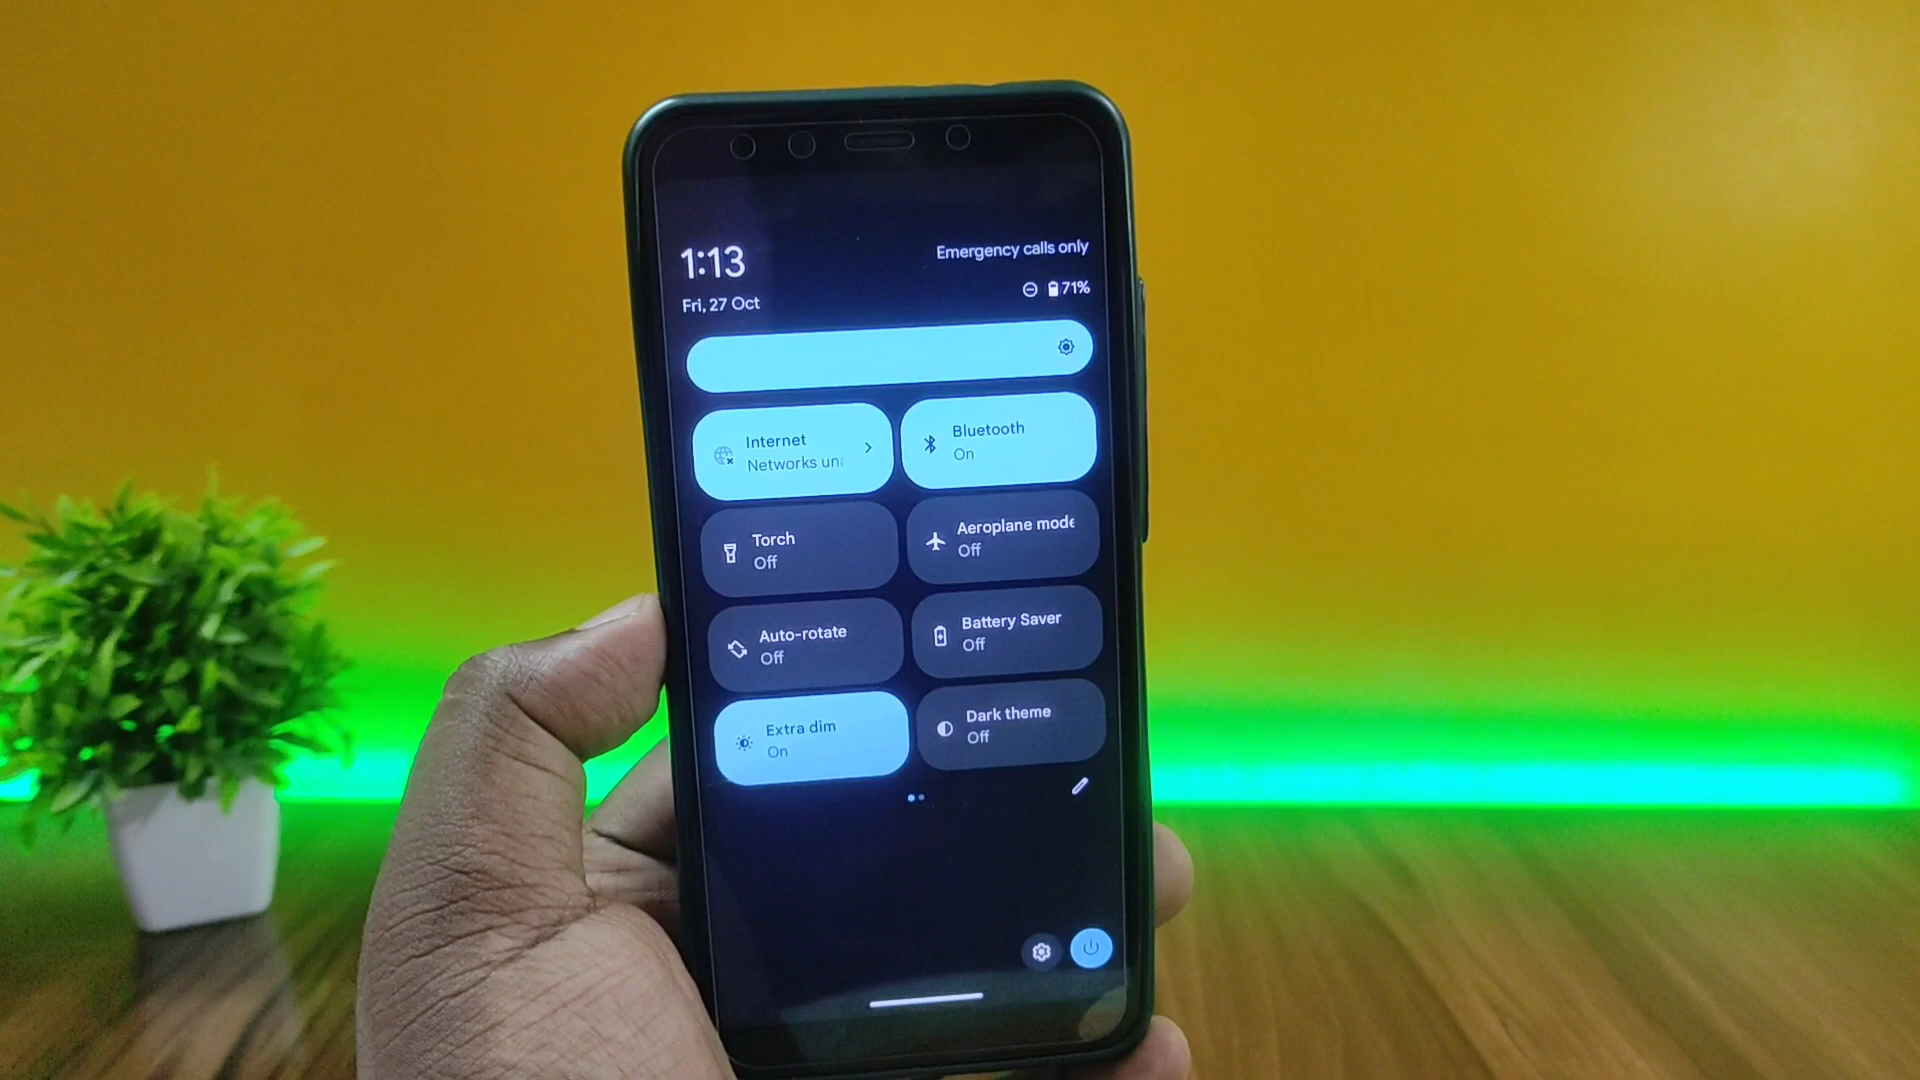 1:13
Emergency calls only
Fri, 27 Oct
71%
Internet
Networks una
Bluetooth
On
Torch
Off
Aeroplane mode
Off
Auto-rotate
Off
Battery Saver
Off
Extra dim
On
Dark theme
Off